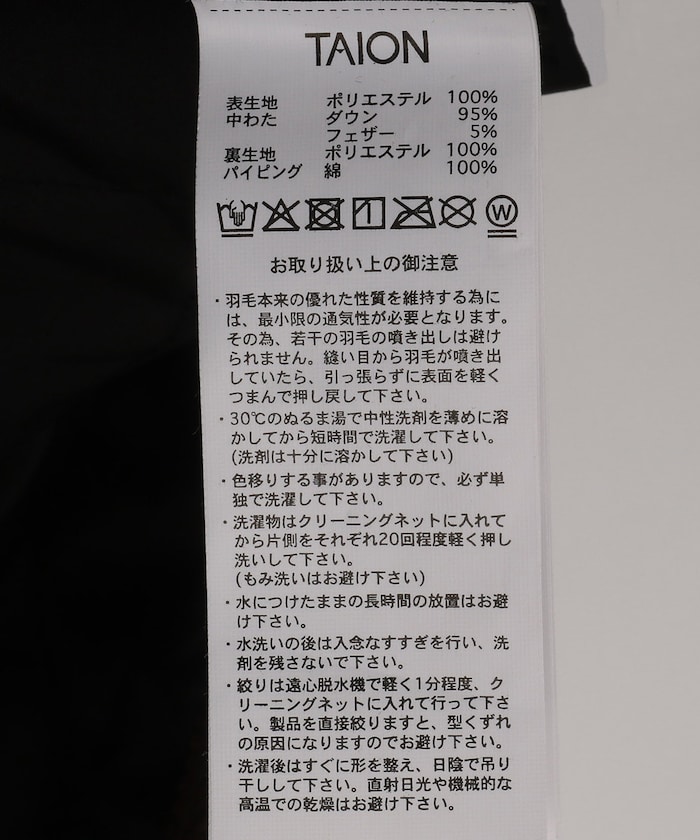 TAION
表生地 ポリエステル 100%
中わた ダウン 95%
フェザー 5%
裏生地 ポリエステル 100%
パイピング 綿 100%
W
お取り扱い上の御注意
・羽毛本来の優れた性質を維持する為に
は、最小限の通気性が必要となります。
その為、若干の羽毛の噴き出しは避け
られません。縫い目から羽毛が噴き出
していたら、引っ張らずに表面を軽く
つまんで押し戻して下さい。
・30℃のぬるま湯で中性洗剤を薄めに溶
かしてから短時間で洗濯して下さい。
(洗剤は十分に溶かして下さい)
・色移りする事がありますので、必ず単
独で洗濯して下さい。
・洗濯物はクリーニングネットに入れて
から片側をそれぞれ20回程度軽く押し
洗いして下さい。
(もみ洗いはお避け下さい)
・水につけたままの長時間の放置はお避
け下さい。
・水洗いの後は入念なすすぎを行い、洗
剤を残さないで下さい。
・絞りは遠心脱水機で軽く1分程度、ク
リーニングネットに入れて行って下さ
い。製品を直接絞りますと、型くずれ
の原因になりますのでお避け下さい。
・洗濯後はすぐに形を整え、日陰で吊り
干しして下さい。直射日光や機械的な
高温での乾燥はお避け下さい。